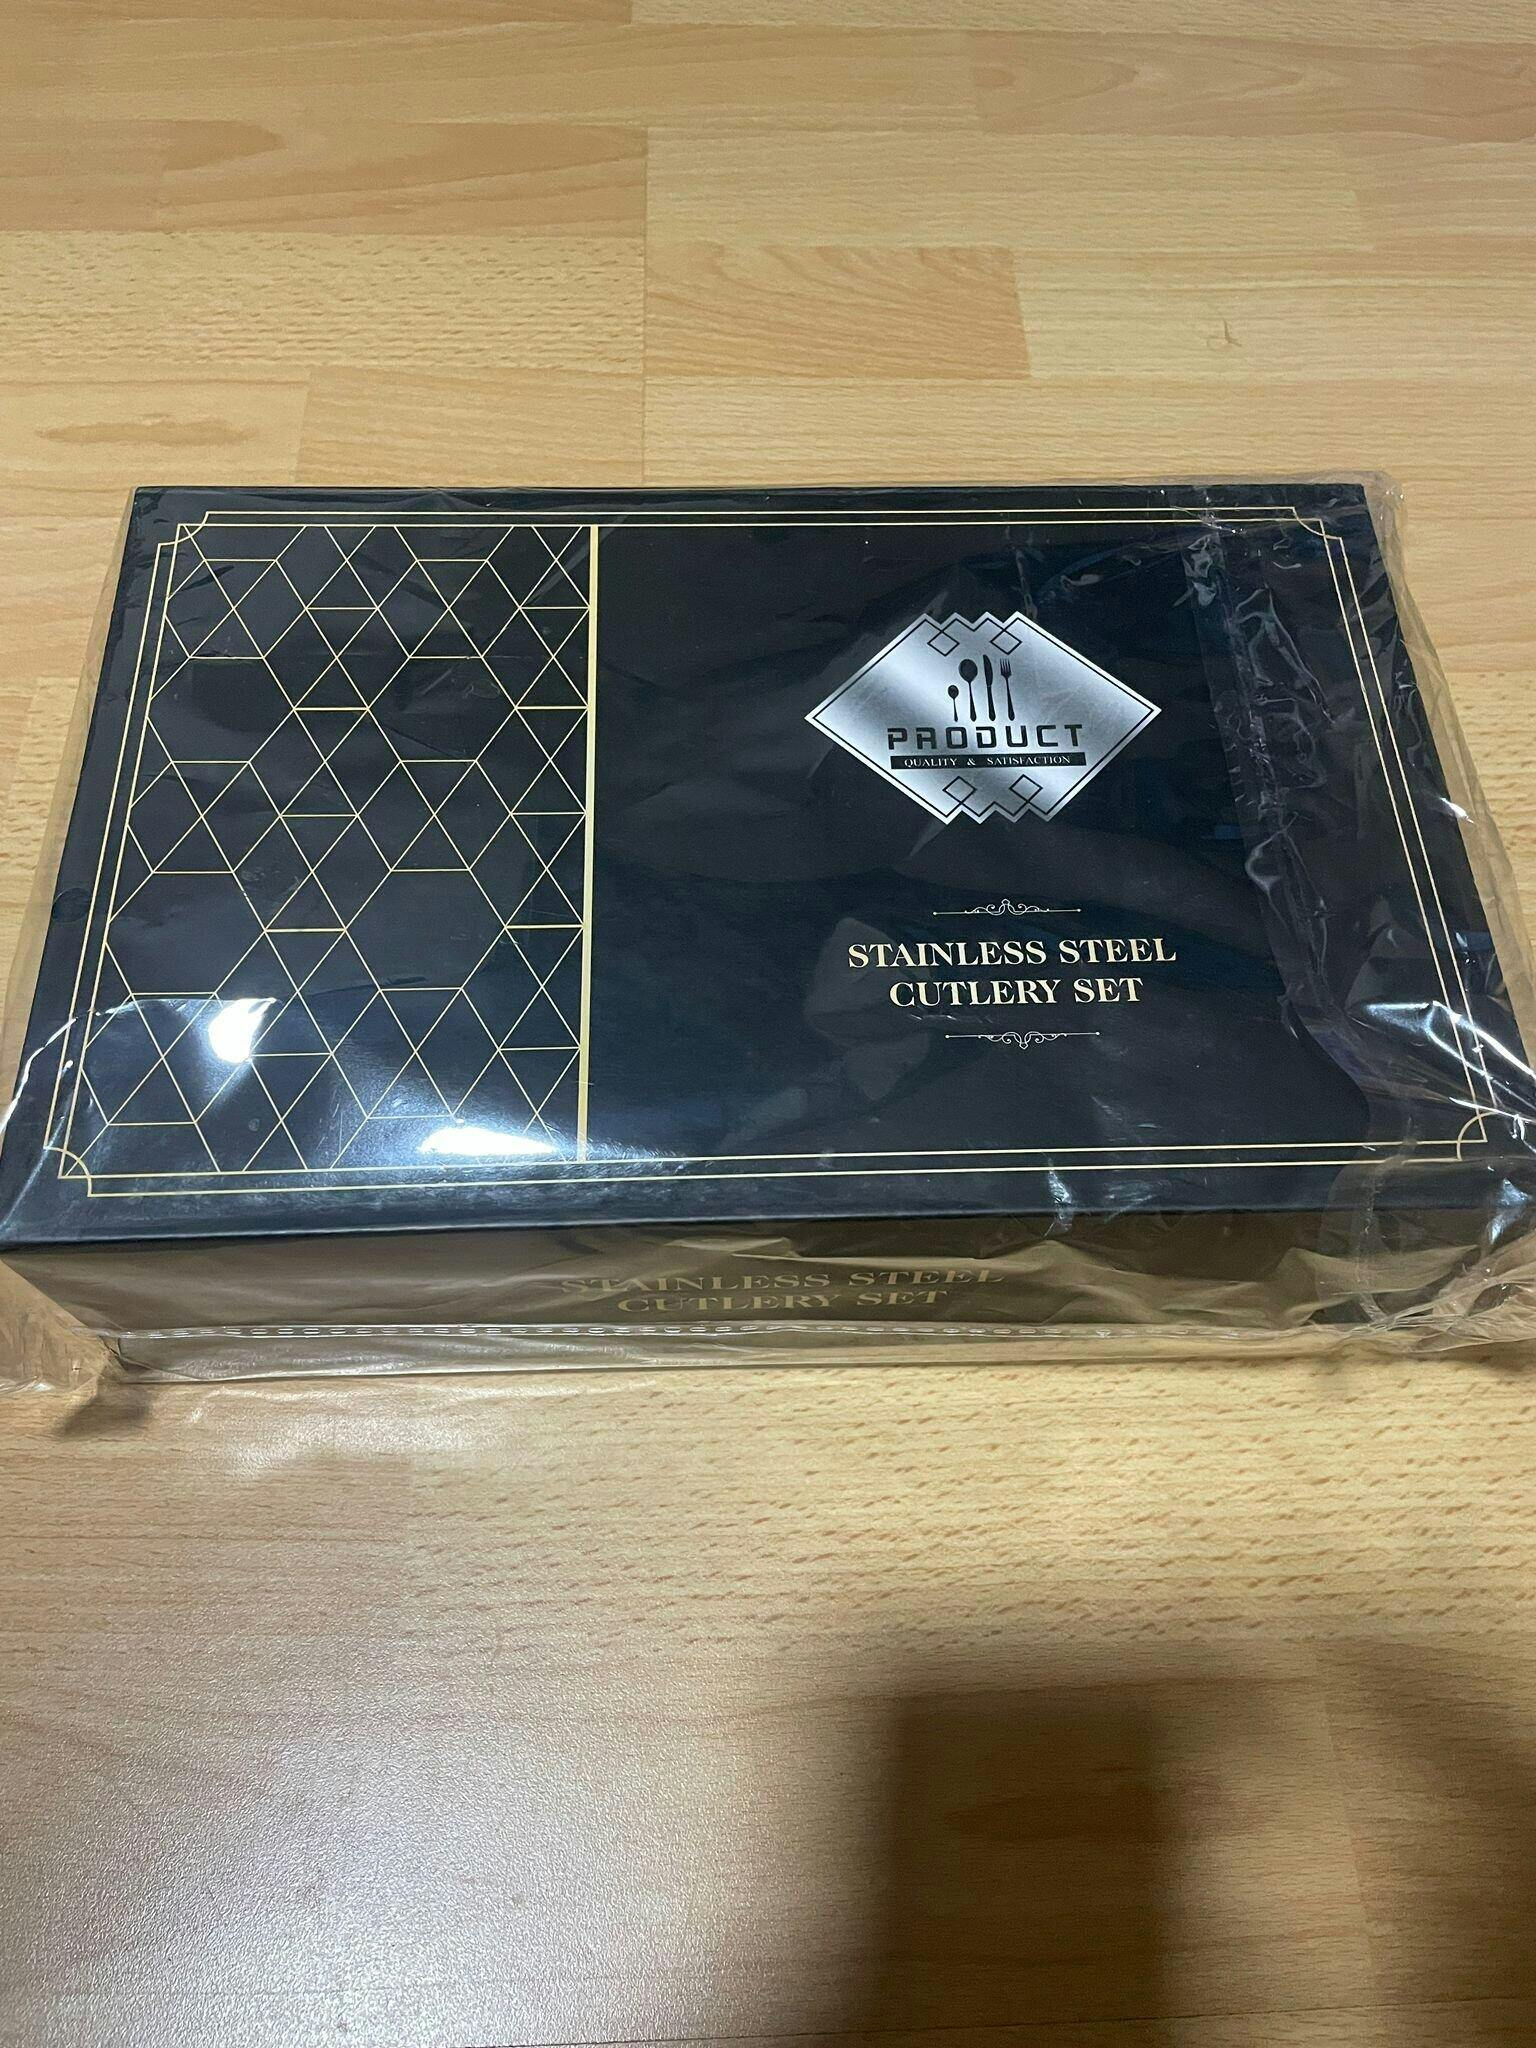 PRODUCT
QUALITY & SATISFACTION
STAINLESS STEEL
CUTLERY SET
STAINLESS STEEL
CUTLERY SET